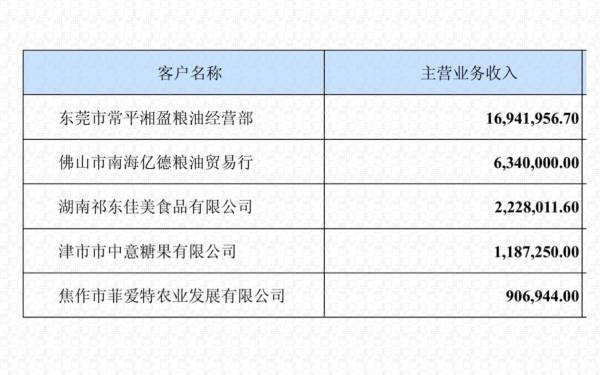 客户名称 主营业务收入
东莞市常平湘盈粮油经营部 16,941,956.70
佛山市南海亿德粮油贸易行 6,340,000.00
湖南祁东佳美食品有限公司 2,228,011.60
津市市中意糖果有限公司 1,187,250.00
焦作市菲爱特农业发展有限公司 906,944.00